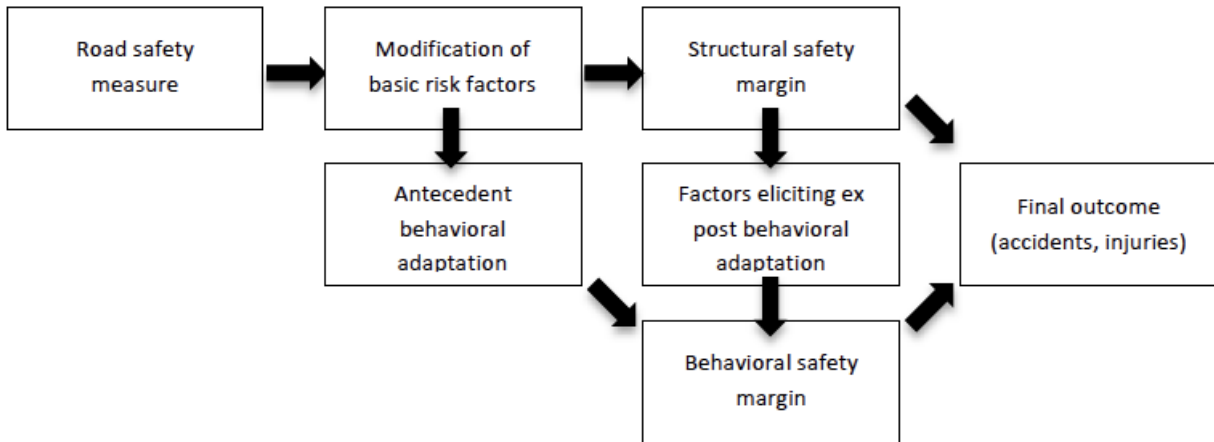 Road safety
measure
Modification of
basic risk factors
Structural safety
margin
Antecedent
behavioral
adaptation
Factors eliciting ex
post behavioral
adaptation
Final outcome
(accidents, injuries)
Behavioral safety
margin